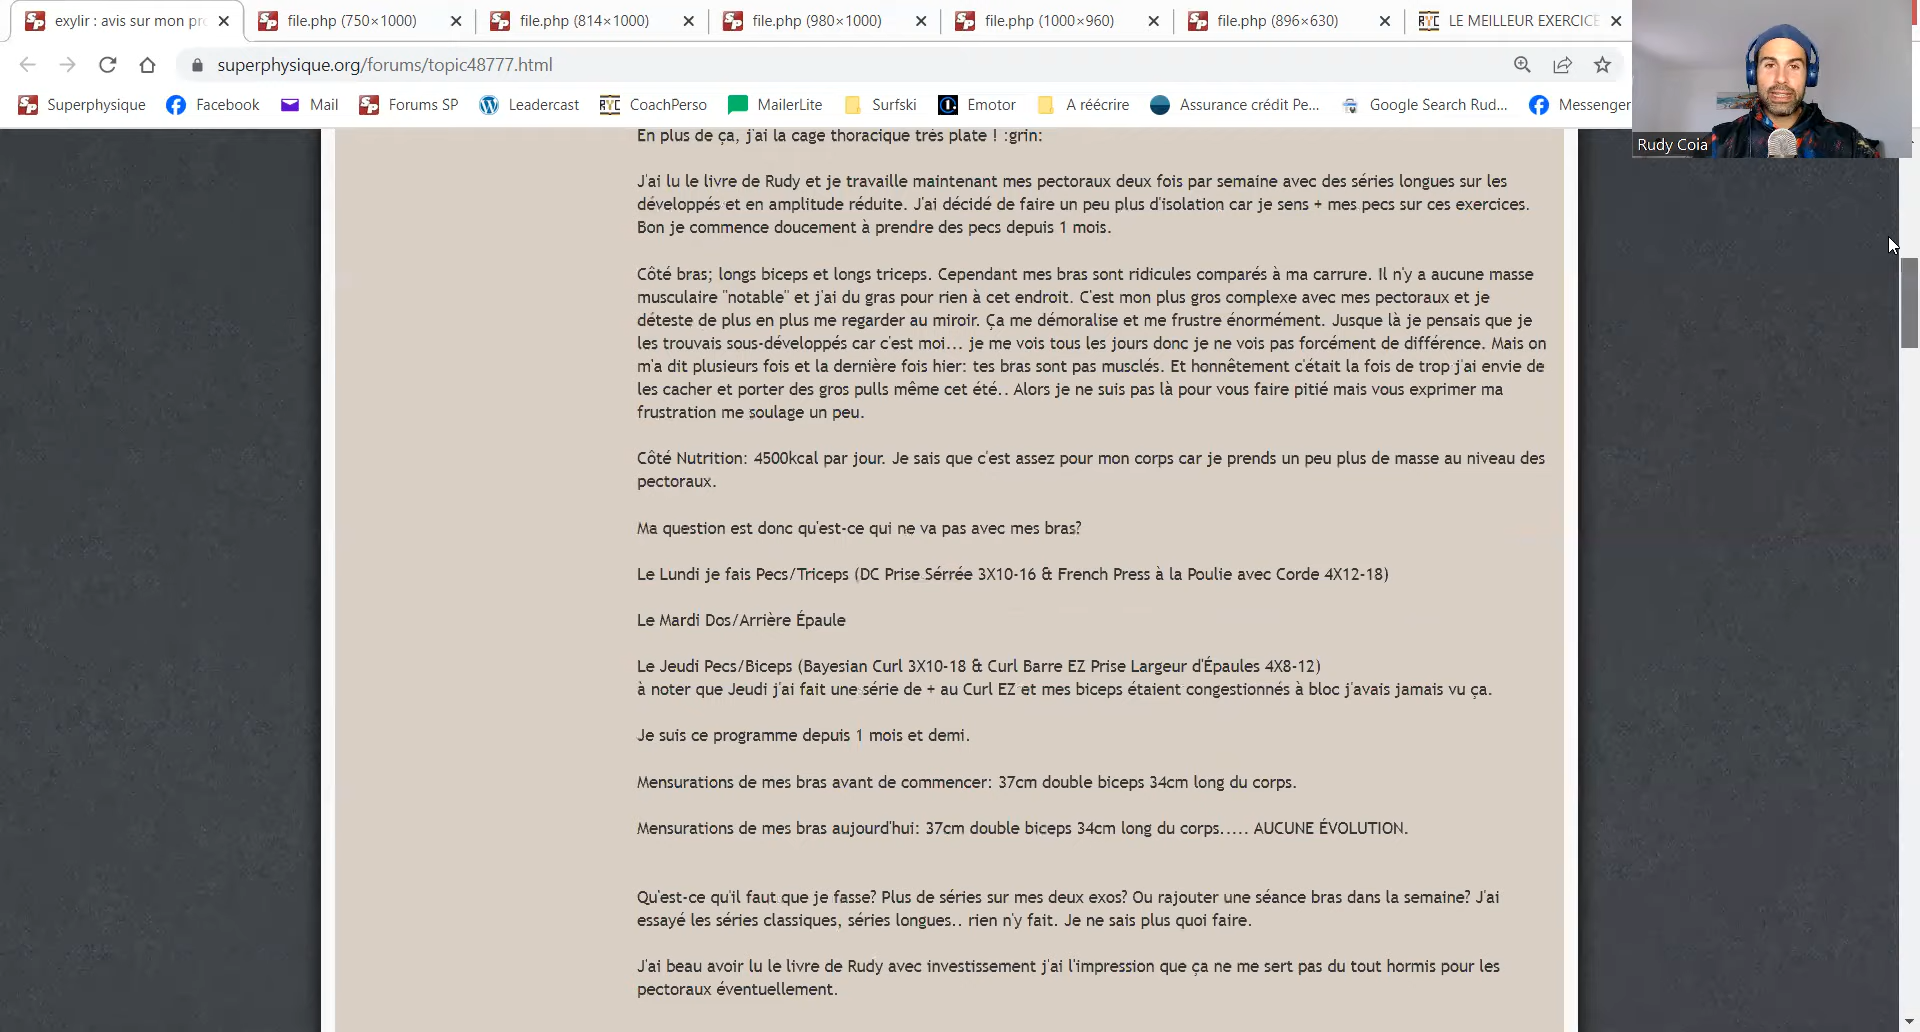 exylir : avis sur mon pr
file.php (750×1000)
file.php (814×1000)
file.php (980×1000)
file.php (1000×960)
file.php (896×630)
RYC LE MEILLEUR EXERCICE
superphysique.org/forums/topic48777.html
Superphysique
Facebook
Mail
Forums SP
Leadercast
RYC CoachPerso
MailerLite
Surfski
Emotor
A réécrire
Assurance crédit Pe...
Google Search Rud...
Messenger
Rudy Coia
En plus de ça, j'ai la cage thoracique très plate ! :grin:
J'ai lu le livre de Rudy et je travaille maintenant mes pectoraux deux fois par semaine avec des séries longues sur les
développés et en amplitude réduite. J'ai décidé de faire un peu plus d'isolation car je sens + mes pecs sur ces exercices.
Bon je commence doucement à prendre des pecs depuis 1 mois.
Côté bras; longs biceps et longs triceps. Cependant mes bras sont ridicules comparés à ma carrure. Il n'y a aucune masse
musculaire "notable" et j'ai du gras pour rien à cet endroit. C'est mon plus gros complexe avec mes pectoraux et je
déteste de plus en plus me regarder au miroir. Ça me démoralise et me frustre énormément. Jusque là je pensais que je
les trouvais sous-développés car c'est moi... je me vois tous les jours donc je ne vois pas forcément de différence. Mais on
m'a dit plusieurs fois et la dernière fois hier: tes bras sont pas musclés. Et honnêtement c'était la fois de trop j'ai envie de
les cacher et porter des gros pulls même cet été.. Alors je ne suis pas là pour vous faire pitié mais vous exprimer ma
frustration me soulage un peu.
Côté Nutrition: 4500kcal par jour. Je sais que c'est assez pour mon corps car je prends un peu plus de masse au niveau des
pectoraux.
Ma question est donc qu'est-ce qui ne va pas avec mes bras?
Le Lundi je fais Pecs/Triceps (DC Prise Sérrée 3X10-16 & French Press à la Poulie avec Corde 4X12-18)
Le Mardi Dos/Arrière Épaule
Le Jeudi Pecs/Biceps (Bayesian Curl 3X10-18 & Curl Barre EZ Prise Largeur d'Épaules 4X8-12)
à noter que Jeudi j'ai fait une série de + au Curl EZ et mes biceps étaient congestionnés à bloc j'avais jamais vu ça.
Je suis ce programme depuis 1 mois et demi.
Mensurations de mes bras avant de commencer: 37cm double biceps 34cm long du corps.
Mensurations de mes bras aujourd'hui: 37cm double biceps 34cm long du corps..... AUCUNE ÉVOLUTION.
Qu'est-ce qu'il faut que je fasse? Plus de séries sur mes deux exos? Ou rajouter une séance bras dans la semaine? J'ai
essayé les séries classiques, séries longues.. rien n'y fait. Je ne sais plus quoi faire.
J'ai beau avoir lu le livre de Rudy avec investissement j'ai l'impression que ça ne me sert pas du tout hormis pour les
pectoraux éventuellement.